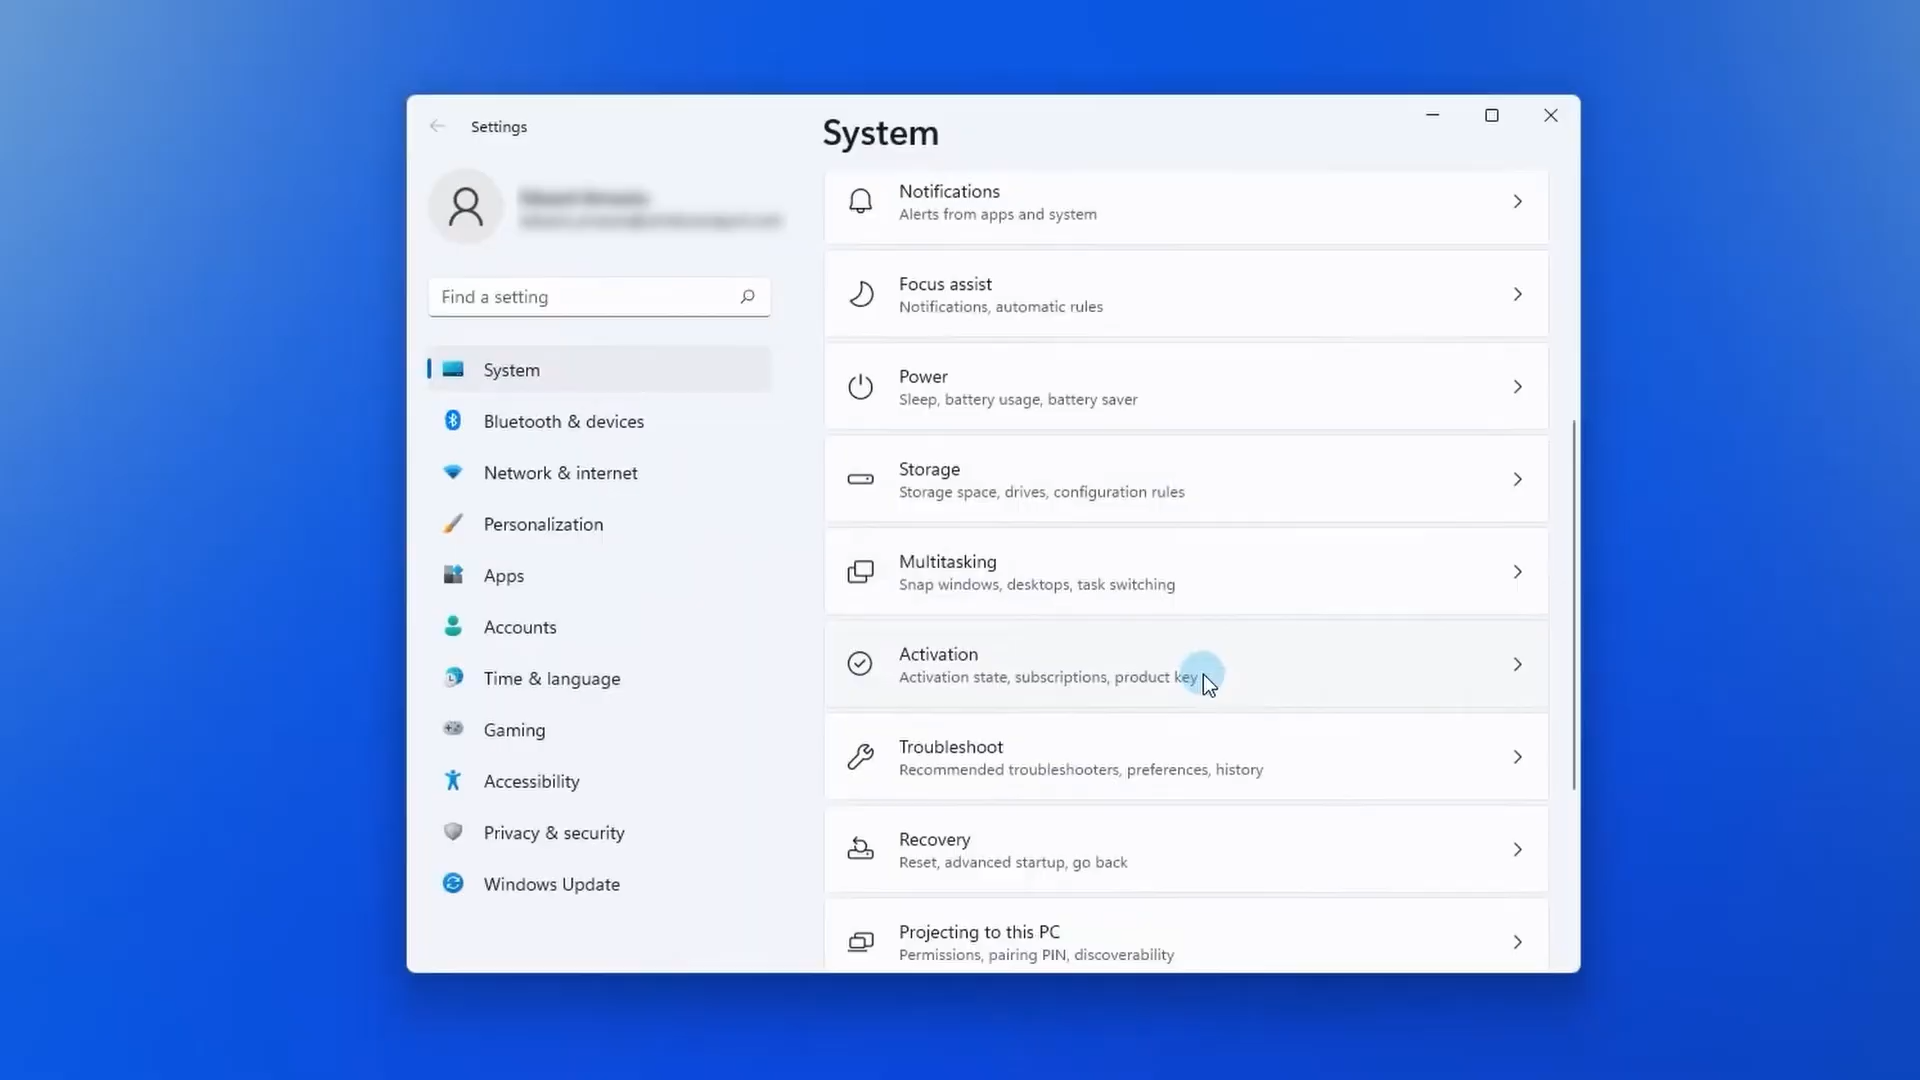 Settings
System
Find a setting
System
Bluetooth & devices
Network & internet
Personalization
Apps
Accounts
Time & language
Gaming
Accessibility
Privacy & security
Windows Update
Notifications
Alerts from apps and system
Focus assist
Notifications, automatic rules
Power
Sleep, battery usage, battery saver
Storage
Storage space, drives, configuration rules
Multitasking
Snap windows, desktops, task switching
Activation
Activation state, subscriptions, product key
Troubleshoot
Recommended troubleshooters, preferences, history
Recovery
Reset, advanced startup, go back
Projecting to this PC
Permissions, pairing PIN, discoverability